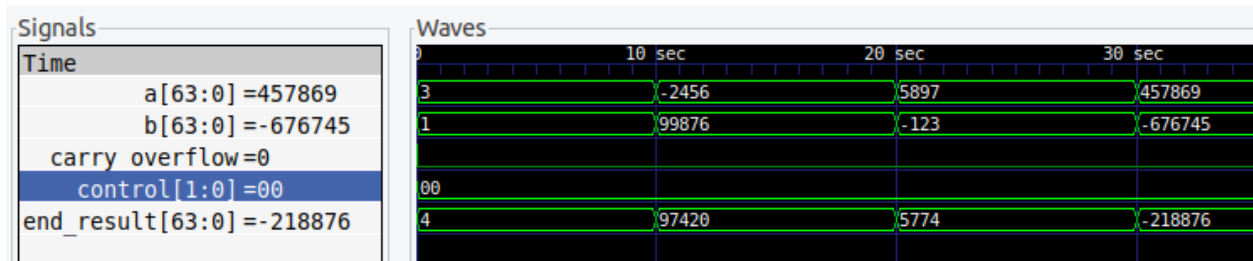 Signals
Waves
Time
0 10 sec 20 sec 30 sec
a[63:0] =457869
3 -2456 5897 457869
b[63:0] =-676745
1 99876 -123 -676745
carry overflow =0
control[1:0] =00
00
end_result[63:0] =-218876
4 97420 5774 -218876